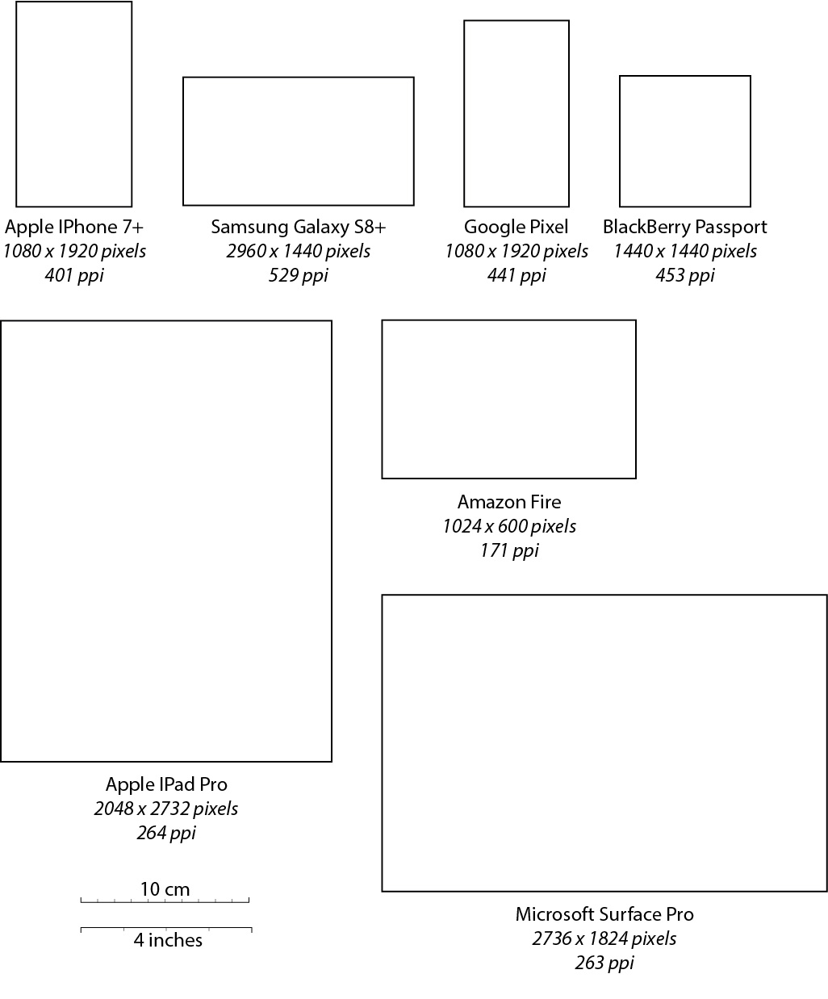 Apple IPhone 7+
1080 x 1920 pixels
401 ppi
Samsung Galaxy S8+
2960 x 1440 pixels
529 ppi
Google Pixel
1080 x 1920 pixels
441 ppi
BlackBerry Passport
1440 x 1440 pixels
453 ppi
Amazon Fire
1024 x 600 pixels
171 ppi
Apple IPad Pro
2048 x 2732 pixels
264 ppi
10 cm
4 inches
Microsoft Surface Pro
2736 x 1824 pixels
263 ppi